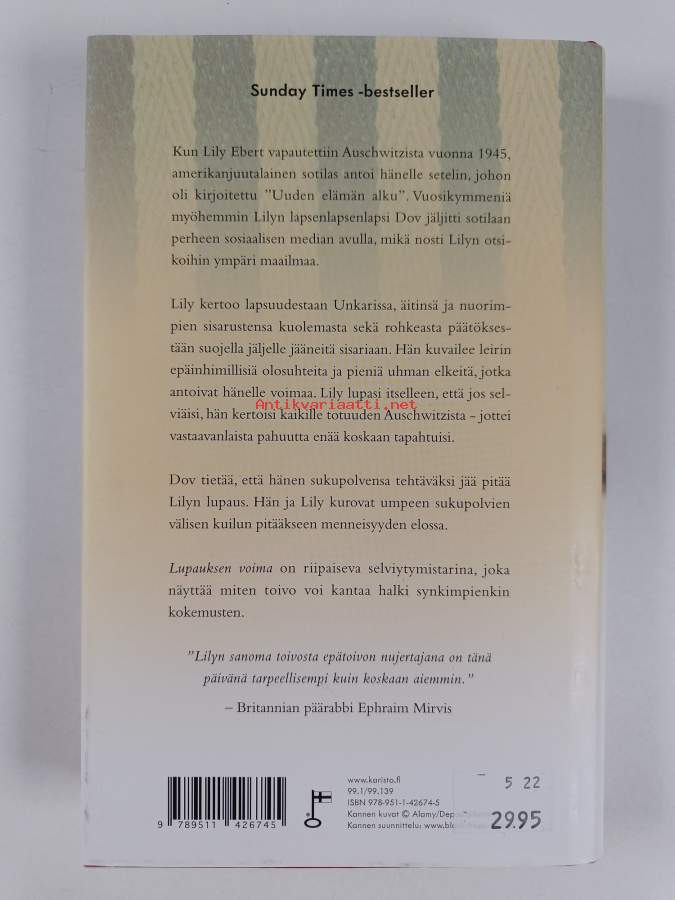 Sunday Times -bestseller
Kun Lily Ebert vapautettiin Auschwitzista vuonna 1945,
amerikanjuutalainen sotilas antoi hänelle setelin, johon
oli kirjoitettu ”Uuden elämän alku”. Vuosikymmeniä
myöhemmin Lilyn lapsenlapsenlapsi Dov jäljitti sotilaan
perheen sosiaalisen median avulla, mikä nosti Lilyn otsi-
koihin ympäri maailmaa.
Lily kertoo lapsuudestaan Unkarissa, äitinsä ja nuorim-
pien sisarustensa kuolemasta sekä rohkeasta päätökses-
tään suojella jäljelle jääneitä sisariaan. Hän kuvailee leirin
epäinhimillisiä olosuhteita ja pieniä uhman elkeitä, jotka
antoivat hänelle voimaa. Lily lupasi itselleen, että jos sel-
Antikvariaatti.net
viäisi, hän kertoisi kaikille totuuden Auschwitzista – jottei
vastaavanlaista pahuutta enää koskaan tapahtuisi.
Dov tietää, että hänen sukupolvensa tehtäväksi jää pitää
Lilyn lupaus. Hän ja Lily kurovat umpeen sukupolvien
välisen kuilun pitääkseen menneisyyden elossa.
Lupauksen voima on riipaiseva selviytymistarina, joka
näyttää miten toivo voi kantaa halki synkimpienkin
kokemusten.
”Lilyn sanoma toivosta epätoivon nujertajana on tänä
päivänä tarpeellisempi kuin koskaan aiemmin.”
– Britannian päärabbi Ephraim Mirvis
www.karisto.fi
99.1/99.139
ISBN 978-951-1-42674-5
Kannen kuvat © Alamy/
Kannen suunnittelu:
9 789511 426745
5 22
29.95